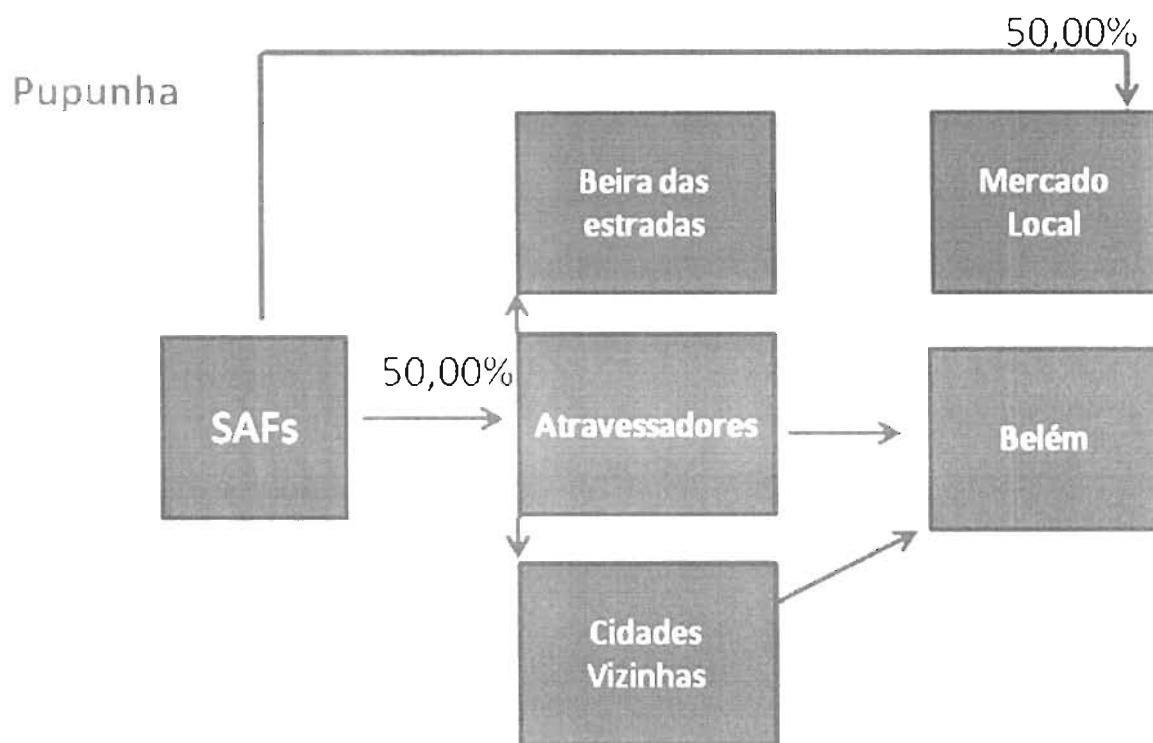 50,00%
Pupunha
Beira das
estradas
Mercado
Local
50,00%
SAFs
Atravessadores
Belém
Cidades
Vizinhas